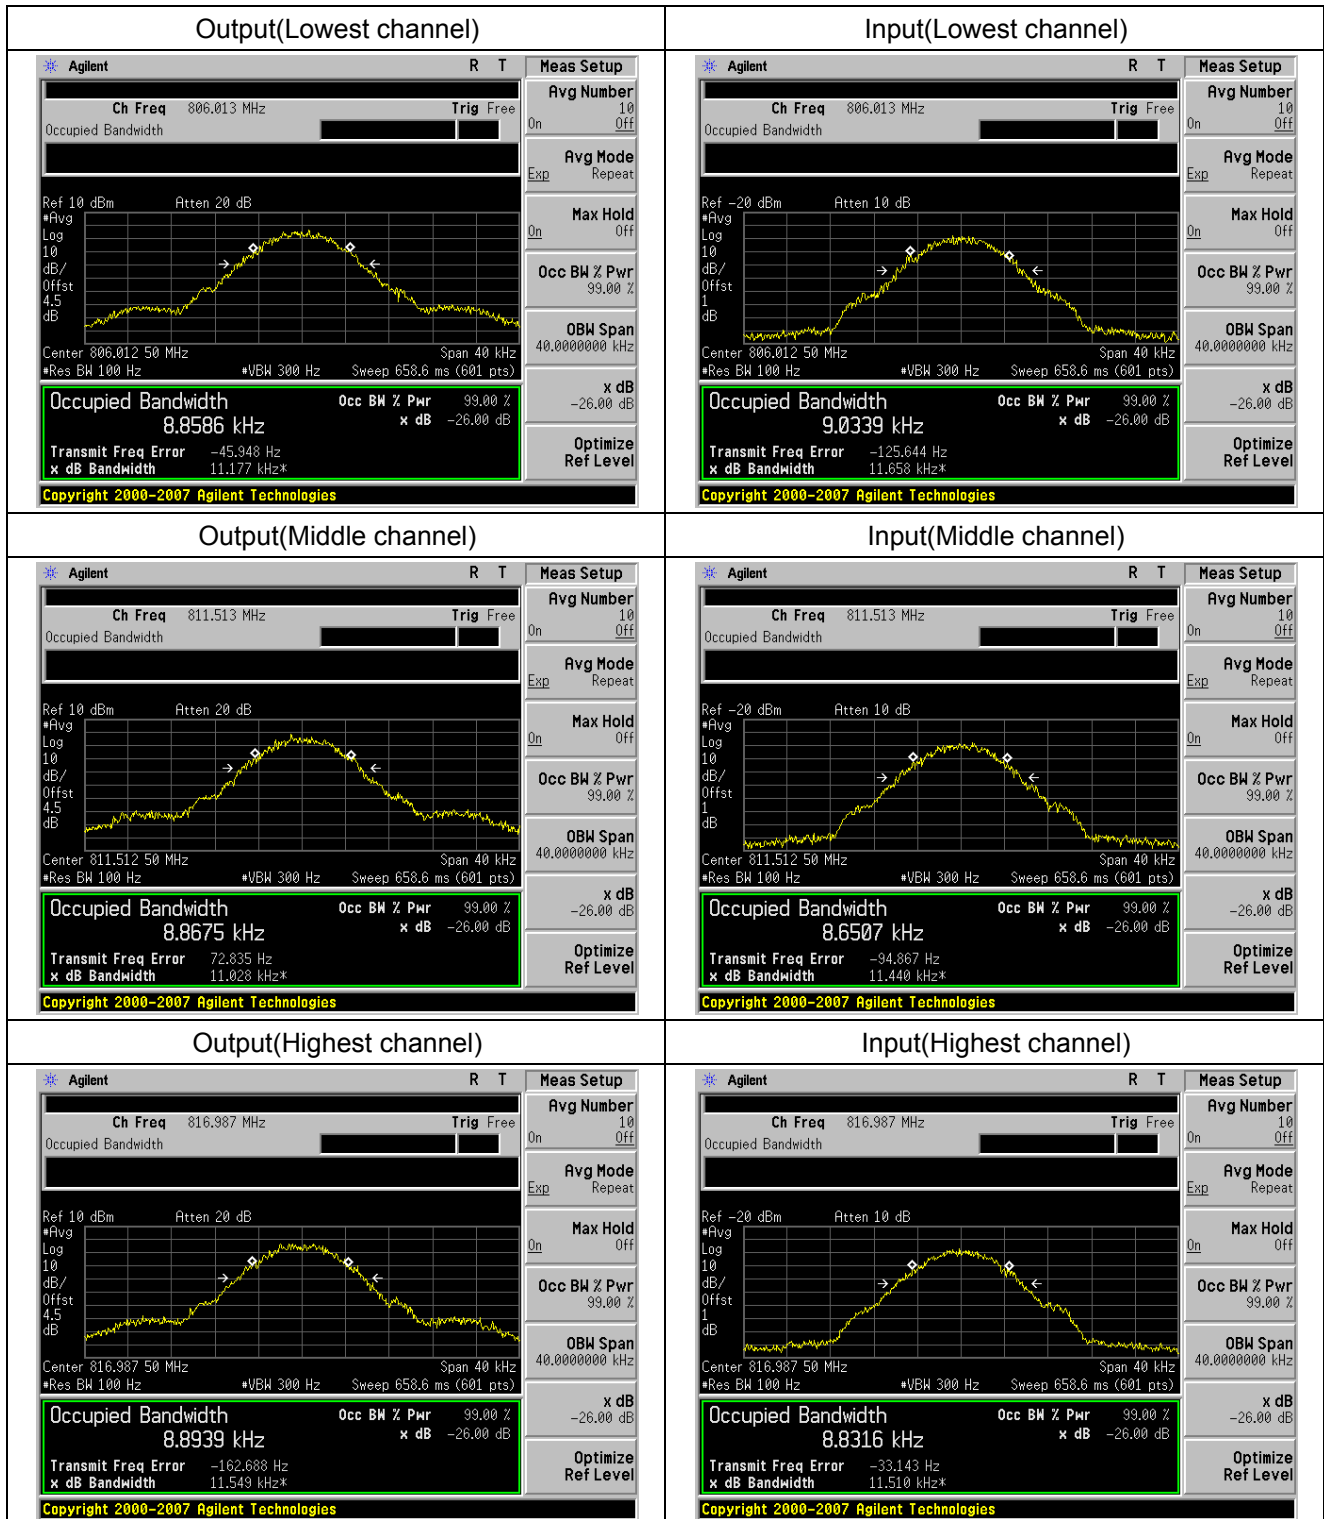 Output(Lowest channel)
Agilent R T Meas Setup
Ch Freq 806.013 MHz Trig Free
Occupied Bandwidth
Avg Number
10
On Off
Avg Mode
Exp Repeat
Ref 10 dBm Atten 20 dB
#Avg
Log
10
dB/
Offst
4.5
dB
Max Hold
On Off
Occ BW % Pwr
99.00 %
OBW Span
40.0000000 kHz
Center 806.012 50 MHz Span 40 kHz
#Res BW 100 Hz #VBW 300 Hz Sweep 658.6 ms (601 pts)
Occupied Bandwidth Occ BW % Pwr 99.00 %
8.8586 kHz x dB -26.00 dB
Transmit Freq Error -45.948 Hz
x dB Bandwidth 11.177 kHz*
x dB
-26.00 dB
Optimize
Ref Level
Copyright 2000-2007 Agilent Technologies
Input(Lowest channel)
Agilent R T Meas Setup
Ch Freq 806.013 MHz Trig Free
Occupied Bandwidth
Avg Number
10
On Off
Avg Mode
Exp Repeat
Ref -20 dBm Atten 10 dB
#Avg
Log
10
dB/
Offst
1
dB
Max Hold
On Off
Occ BW % Pwr
99.00 %
OBW Span
40.0000000 kHz
Center 806.012 50 MHz Span 40 kHz
#Res BW 100 Hz #VBW 300 Hz Sweep 658.6 ms (601 pts)
Occupied Bandwidth Occ BW % Pwr 99.00 %
9.0339 kHz x dB -26.00 dB
Transmit Freq Error -125.644 Hz
x dB Bandwidth 11.658 kHz*
x dB
-26.00 dB
Optimize
Ref Level
Copyright 2000-2007 Agilent Technologies
Output(Middle channel)
Agilent R T Meas Setup
Ch Freq 811.513 MHz Trig Free
Occupied Bandwidth
Avg Number
10
On Off
Avg Mode
Exp Repeat
Ref 10 dBm Atten 20 dB
#Avg
Log
10
dB/
Offst
4.5
dB
Max Hold
On Off
Occ BW % Pwr
99.00 %
OBW Span
40.0000000 kHz
Center 811.512 50 MHz Span 40 kHz
#Res BW 100 Hz #VBW 300 Hz Sweep 658.6 ms (601 pts)
Occupied Bandwidth Occ BW % Pwr 99.00 %
8.8675 kHz x dB -26.00 dB
Transmit Freq Error 72.835 Hz
x dB Bandwidth 11.028 kHz*
x dB
-26.00 dB
Optimize
Ref Level
Copyright 2000-2007 Agilent Technologies
Input(Middle channel)
Agilent R T Meas Setup
Ch Freq 811.513 MHz Trig Free
Occupied Bandwidth
Avg Number
10
On Off
Avg Mode
Exp Repeat
Ref -20 dBm Atten 10 dB
#Avg
Log
10
dB/
Offst
1
dB
Max Hold
On Off
Occ BW % Pwr
99.00 %
OBW Span
40.0000000 kHz
Center 811.512 50 MHz Span 40 kHz
#Res BW 100 Hz #VBW 300 Hz Sweep 658.6 ms (601 pts)
Occupied Bandwidth Occ BW % Pwr 99.00 %
8.6507 kHz x dB -26.00 dB
Transmit Freq Error -94.867 Hz
x dB Bandwidth 11.440 kHz*
x dB
-26.00 dB
Optimize
Ref Level
Copyright 2000-2007 Agilent Technologies
Output(Highest channel)
Agilent R T Meas Setup
Ch Freq 816.987 MHz Trig Free
Occupied Bandwidth
Avg Number
10
On Off
Avg Mode
Exp Repeat
Ref 10 dBm Atten 20 dB
#Avg
Log
10
dB/
Offst
4.5
dB
Max Hold
On Off
Occ BW % Pwr
99.00 %
OBW Span
40.0000000 kHz
Center 816.987 50 MHz Span 40 kHz
#Res BW 100 Hz #VBW 300 Hz Sweep 658.6 ms (601 pts)
Occupied Bandwidth Occ BW % Pwr 99.00 %
8.8939 kHz x dB -26.00 dB
Transmit Freq Error -162.688 Hz
x dB Bandwidth 11.549 kHz*
x dB
-26.00 dB
Optimize
Ref Level
Copyright 2000-2007 Agilent Technologies
Input(Highest channel)
Agilent R T Meas Setup
Ch Freq 816.987 MHz Trig Free
Occupied Bandwidth
Avg Number
10
On Off
Avg Mode
Exp Repeat
Ref -20 dBm Atten 10 dB
#Avg
Log
10
dB/
Offst
1
dB
Max Hold
On Off
Occ BW % Pwr
99.00 %
OBW Span
40.0000000 kHz
Center 816.987 50 MHz Span 40 kHz
#Res BW 100 Hz #VBW 300 Hz Sweep 658.6 ms (601 pts)
Occupied Bandwidth Occ BW % Pwr 99.00 %
8.8316 kHz x dB -26.00 dB
Transmit Freq Error -33.143 Hz
x dB Bandwidth 11.510 kHz*
x dB
-26.00 dB
Optimize
Ref Level
Copyright 2000-2007 Agilent Technologies